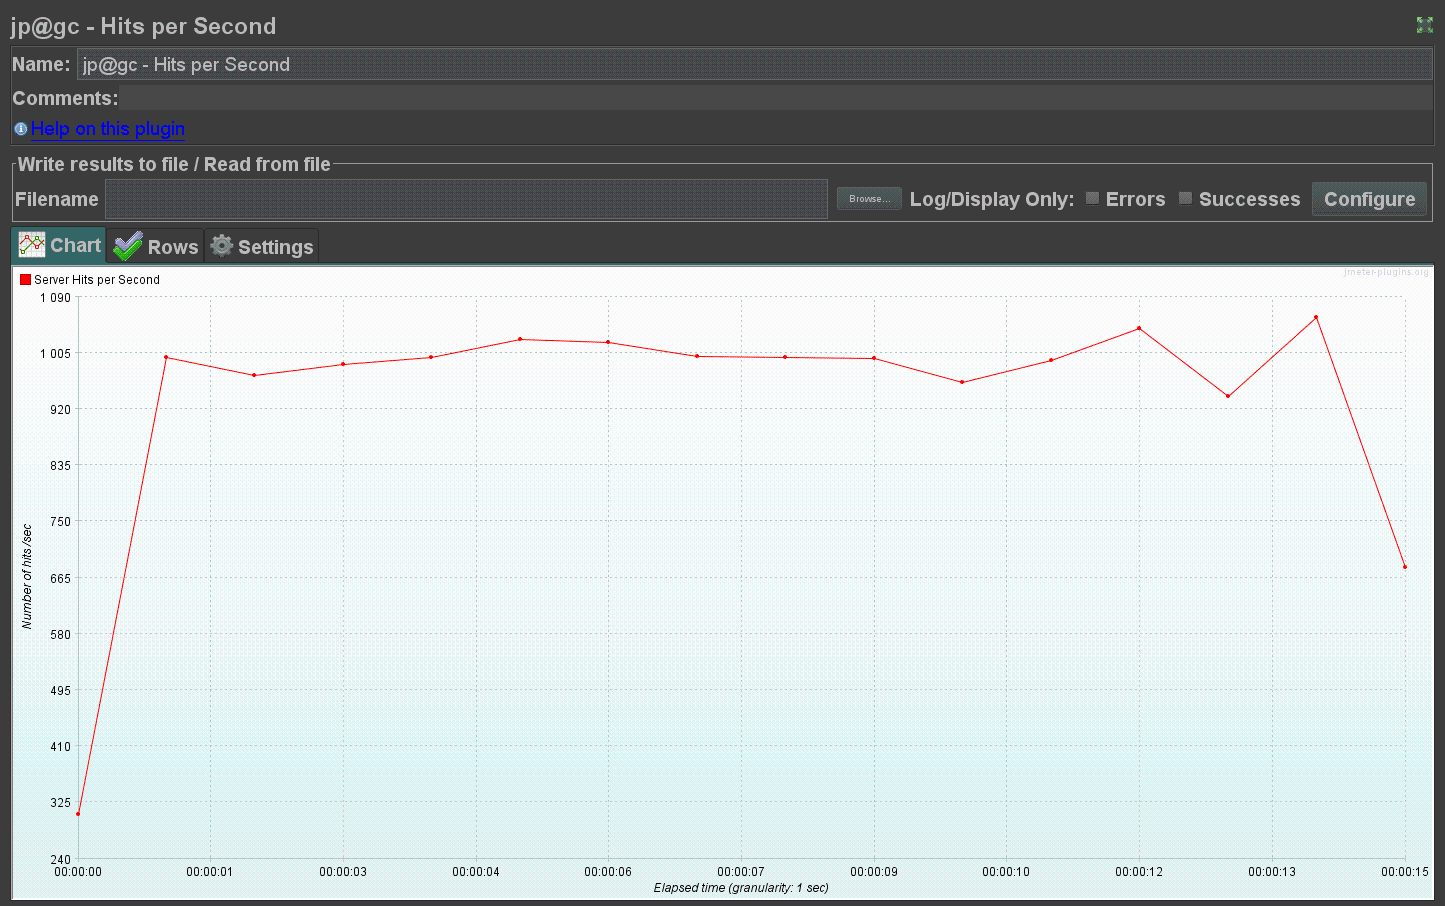 jp@gc - Hits per Second
Name: jp@gc - Hits per Second
Comments:
Help on this plugin
Write results to file / Read from file
Filename Browse... Log/Display Only: Errors Successes Configure
Chart Rows Settings
jmeter-plugins.org
Server Hits per Second
1 090
1 005
920
835
750
665
580
495
410
325
240
Number of hits /sec
00:00:00 00:00:01 00:00:03 00:00:04 00:00:06 00:00:07 00:00:09 00:00:10 00:00:12 00:00:13 00:00:15
Elapsed time (granularity: 1 sec)